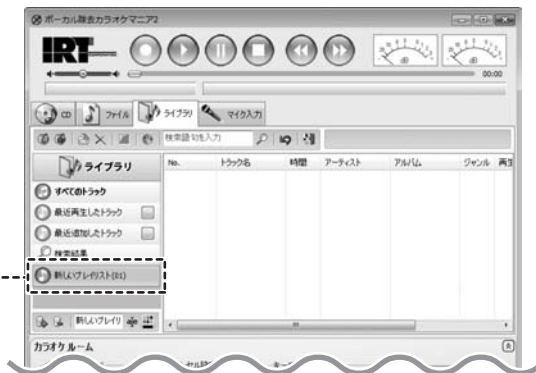 ボーカル除去カラオケマニア2
IRT
dB
dB
00:00
CD ファイル ライブラリ マイク入力
検索語句を入力
ライブラリ
No. トラック名 時間 アーティスト アルバム ジャンル 再生
すべてのトラック
最近再生したトラック
最近追加したトラック
検索結果
新しいプレイリスト(01)
新しいプレイリ
カラオケルーム